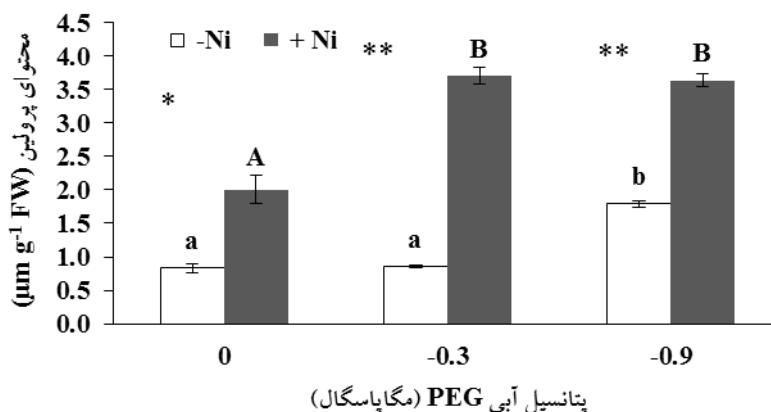 محتوای پرولین (µm g-1 FW)
4.5
4.0
3.5
3.0
2.5
2.0
1.5
1.0
0.5
0.0
-Ni + Ni
* ** **
a A a B b B
0 -0.3 -0.9
پتانسیل آبی PEG (مگاپاسگال)